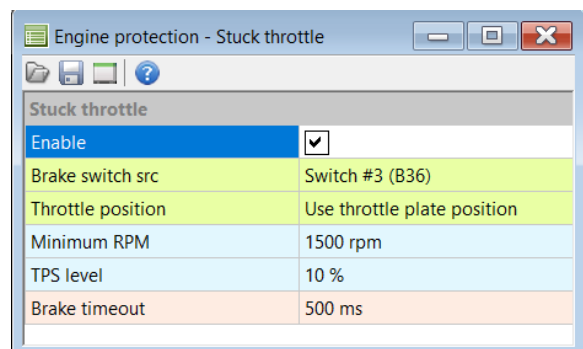 Engine protection - Stuck throttle
Stuck throttle
Enable
Brake switch src Switch #3 (B36)
Throttle position Use throttle plate position
Minimum RPM 1500 rpm
TPS level 10 %
Brake timeout 500 ms